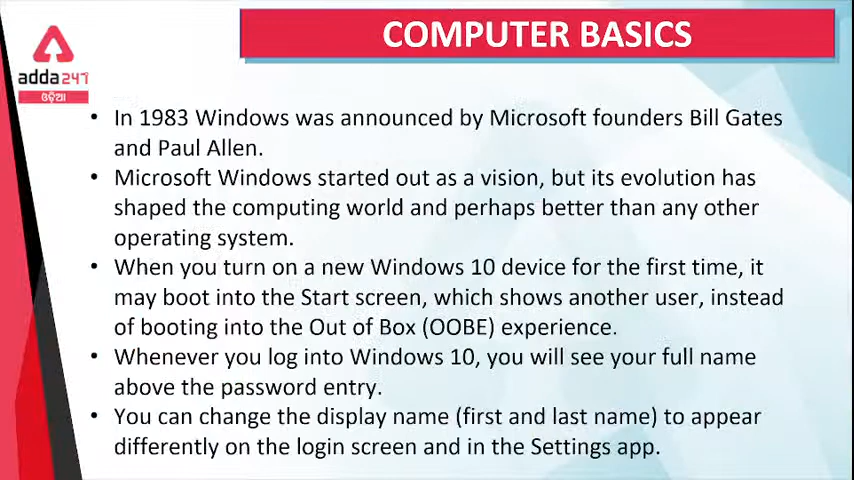 COMPUTER BASICS
adda247
ଓଡ଼ିଆ
• In 1983 Windows was announced by Microsoft founders Bill Gates
and Paul Allen.
• Microsoft Windows started out as a vision, but its evolution has
shaped the computing world and perhaps better than any other
operating system.
• When you turn on a new Windows 10 device for the first time, it
may boot into the Start screen, which shows another user, instead
of booting into the Out of Box (OOBE) experience.
• Whenever you log into Windows 10, you will see your full name
above the password entry.
• You can change the display name (first and last name) to appear
differently on the login screen and in the Settings app.